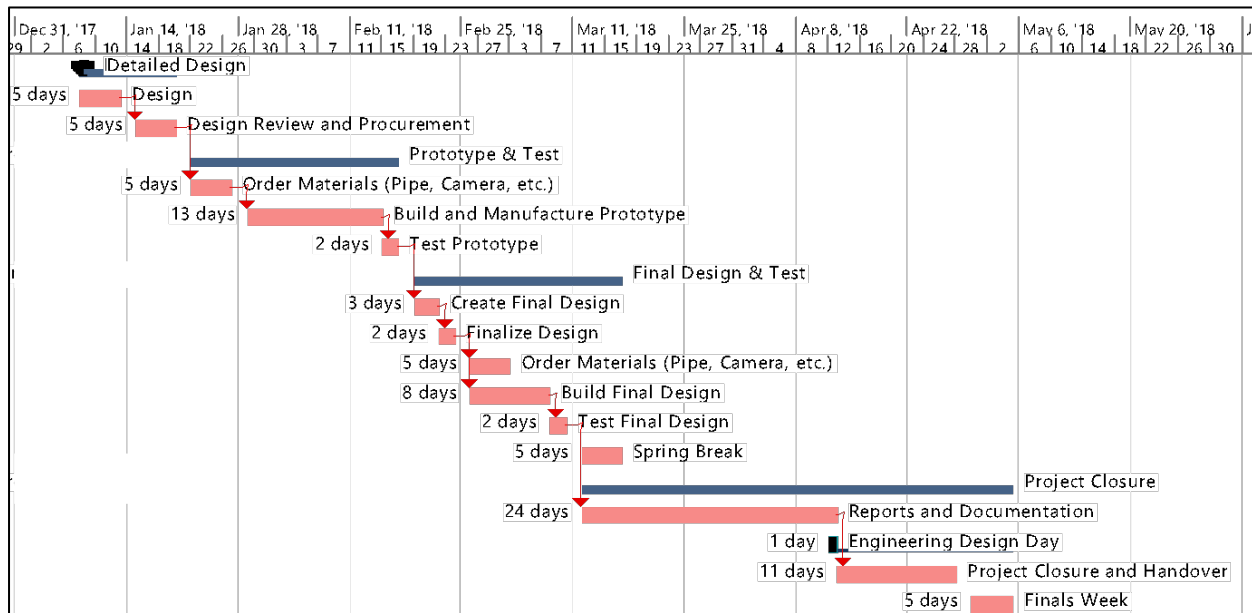 Dec 31, '17 Jan 14, '18 Jan 28, '18 Feb 11, '18 Feb 25, '18 Mar 11, '18 Mar 25, '18 Apr 8, '18 Apr 22, '18 May 6, '18 May 20, '18 J
29 2 6 10 14 18 22 26 30 3 7 11 15 19 23 27 3 7 11 15 19 23 27 31 4 8 12 16 20 24 28 2 6 10 14 18 22 26 30 3
Detailed Design
5 days Design
5 days Design Review and Procurement
Prototype & Test
5 days Order Materials (Pipe, Camera, etc.)
13 days Build and Manufacture Prototype
2 days Test Prototype
Final Design & Test
3 days Create Final Design
2 days Finalize Design
5 days Order Materials (Pipe, Camera, etc.)
8 days Build Final Design
2 days Test Final Design
5 days Spring Break
Project Closure
24 days Reports and Documentation
1 day Engineering Design Day
11 days Project Closure and Handover
5 days Finals Week